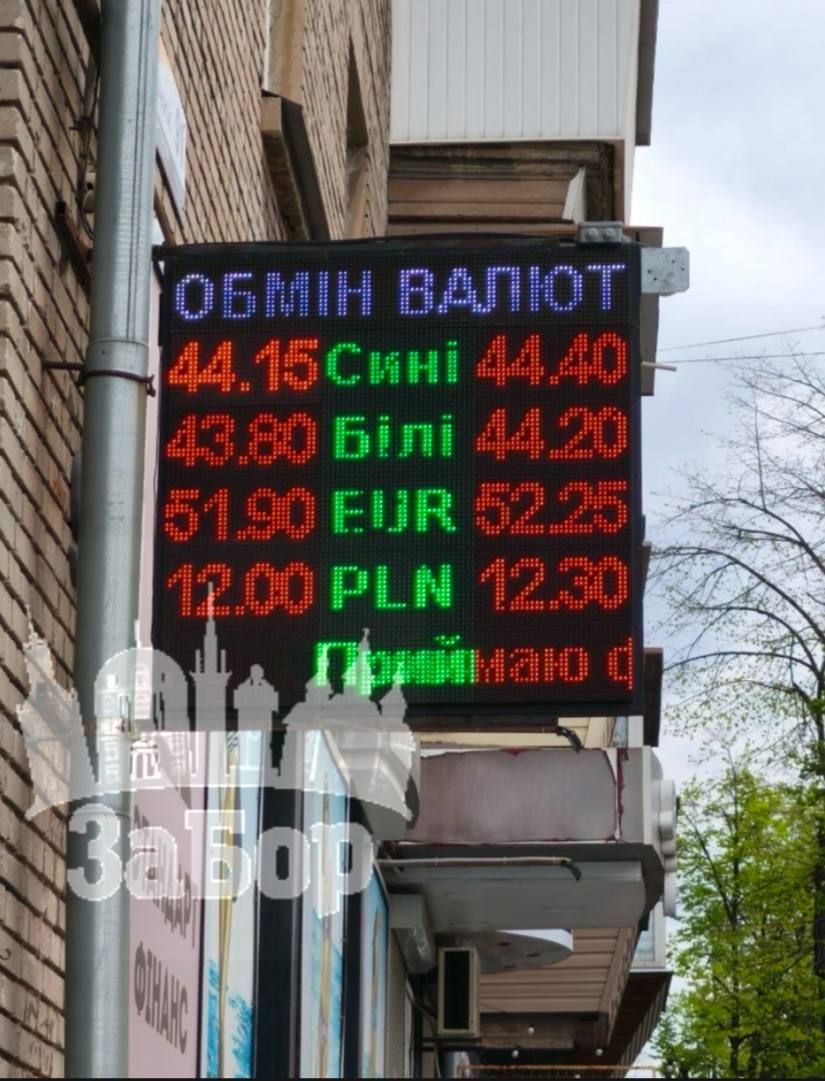 ОБМІН ВАЛЮТ
44.15 Сині 44.40
43.80 Білі 44.20
51.90 EUR 52.25
12.00 PLN 12.30
Приймаю
ЗаБор
ФІНАНС